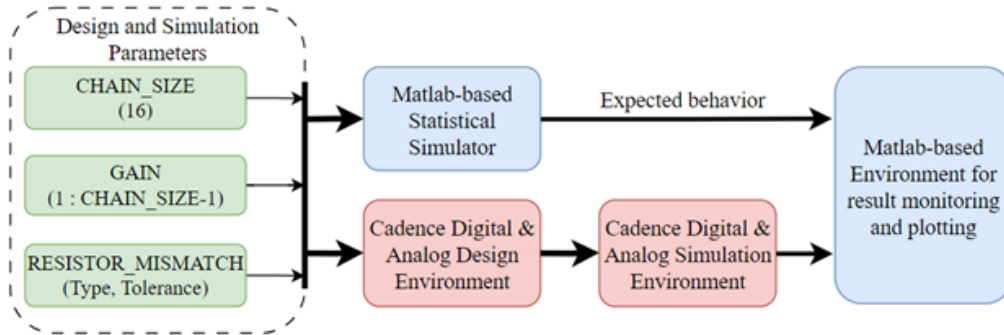 Design and Simulation
Parameters
CHAIN_SIZE
(16)
GAIN
(1 : CHAIN_SIZE-1)
RESISTOR_MISMATCH
(Type, Tolerance)
Matlab-based
Statistical
Simulator
Expected behavior
Cadence Digital &
Analog Design
Environment
Cadence Digital &
Analog Simulation
Environment
Matlab-based
Environment for
result monitoring
and plotting